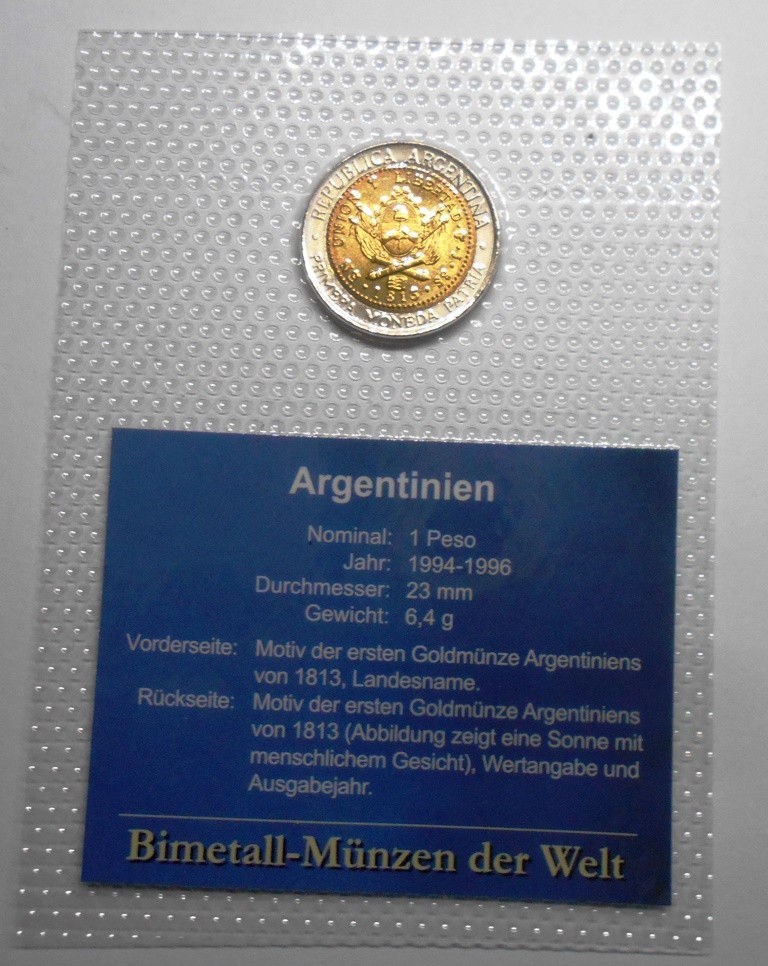 REPUBLICA ARGENTINA
UNION Y LIBERTAD
PRIMERA MONEDA PATRIA
Argentinien
Nominal: 1 Peso
Jahr: 1994-1996
Durchmesser: 23 mm
Gewicht: 6,4 g
Vorderseite: Motiv der ersten Goldmünze Argentiniens
von 1813, Landesname.
Rückseite: Motiv der ersten Goldmünze Argentiniens
von 1813 (Abbildung zeigt eine Sonne mit
menschlichem Gesicht), Wertangabe und
Ausgabejahr.
Bimetall-Münzen der Welt